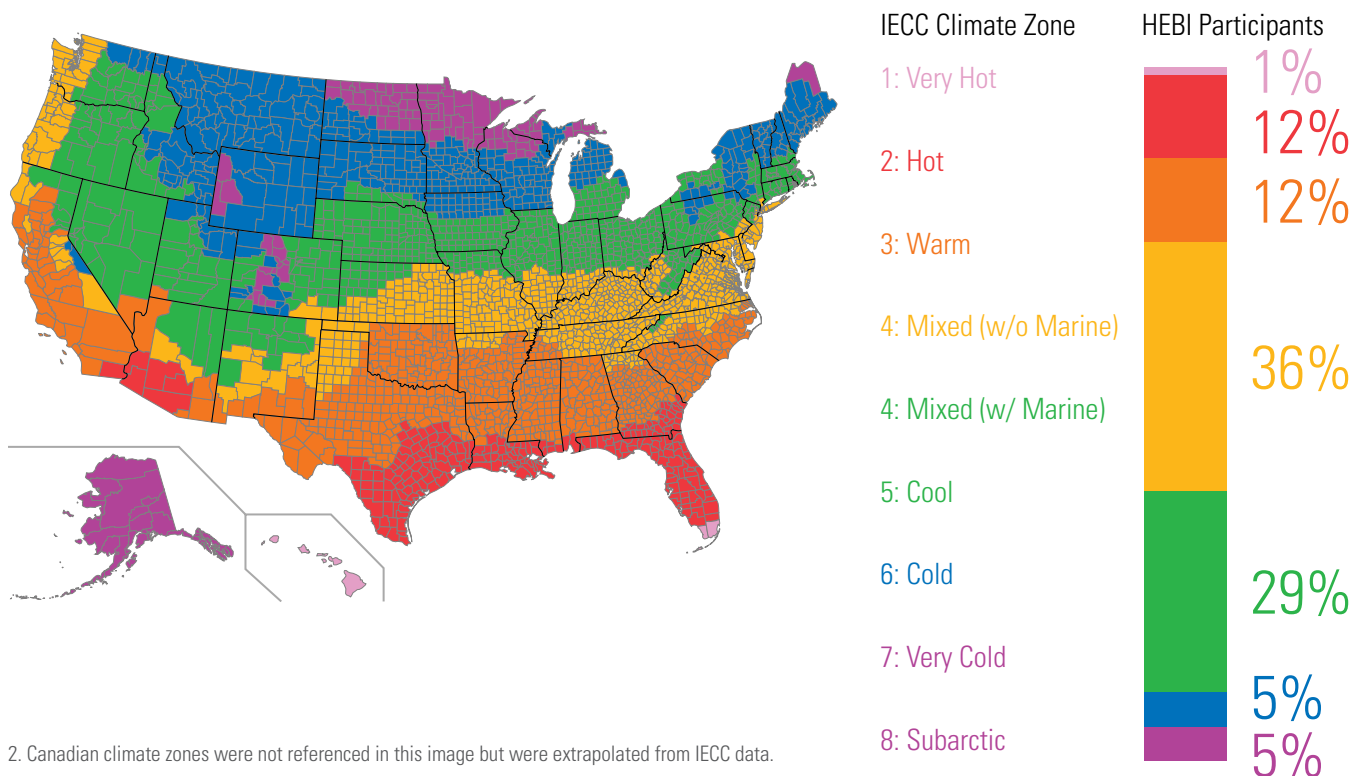 IECC Climate Zone
HEBI Participants
1: Very Hot
2: Hot
3: Warm
4: Mixed (w/o Marine)
4: Mixed (w/ Marine)
5: Cool
6: Cold
7: Very Cold
8: Subarctic
1%
12%
12%
36%
29%
5%
5%
2. Canadian climate zones were not referenced in this image but were extrapolated from IECC data.